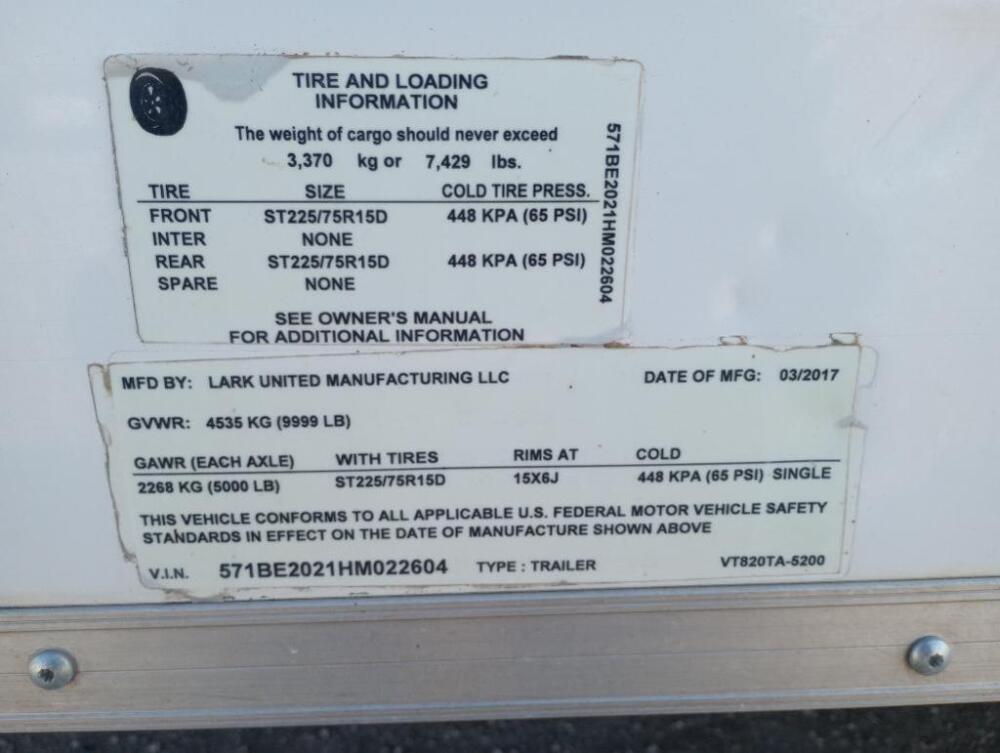 TIRE AND LOADING
INFORMATION
The weight of cargo should never exceed
3,370 kg or 7,429 lbs.
TIRE SIZE COLD TIRE PRESS.
FRONT ST225/75R15D 448 KPA (65 PSI)
INTER NONE
REAR ST225/75R15D 448 KPA (65 PSI)
SPARE NONE
SEE OWNER'S MANUAL
FOR ADDITIONAL INFORMATION
571BE2021HM022604
MFD BY: LARK UNITED MANUFACTURING LLC DATE OF MFG: 03/2017
GVWR: 4535 KG (9999 LB)
GAWR (EACH AXLE) WITH TIRES RIMS AT COLD
2268 KG (5000 LB) ST225/75R15D 15X6J 448 KPA (65 PSI) SINGLE
THIS VEHICLE CONFORMS TO ALL APPLICABLE U.S. FEDERAL MOTOR VEHICLE SAFETY
STANDARDS IN EFFECT ON THE DATE OF MANUFACTURE SHOWN ABOVE
V.I.N. 571BE2021HM022604 TYPE : TRAILER VT820TA-5200